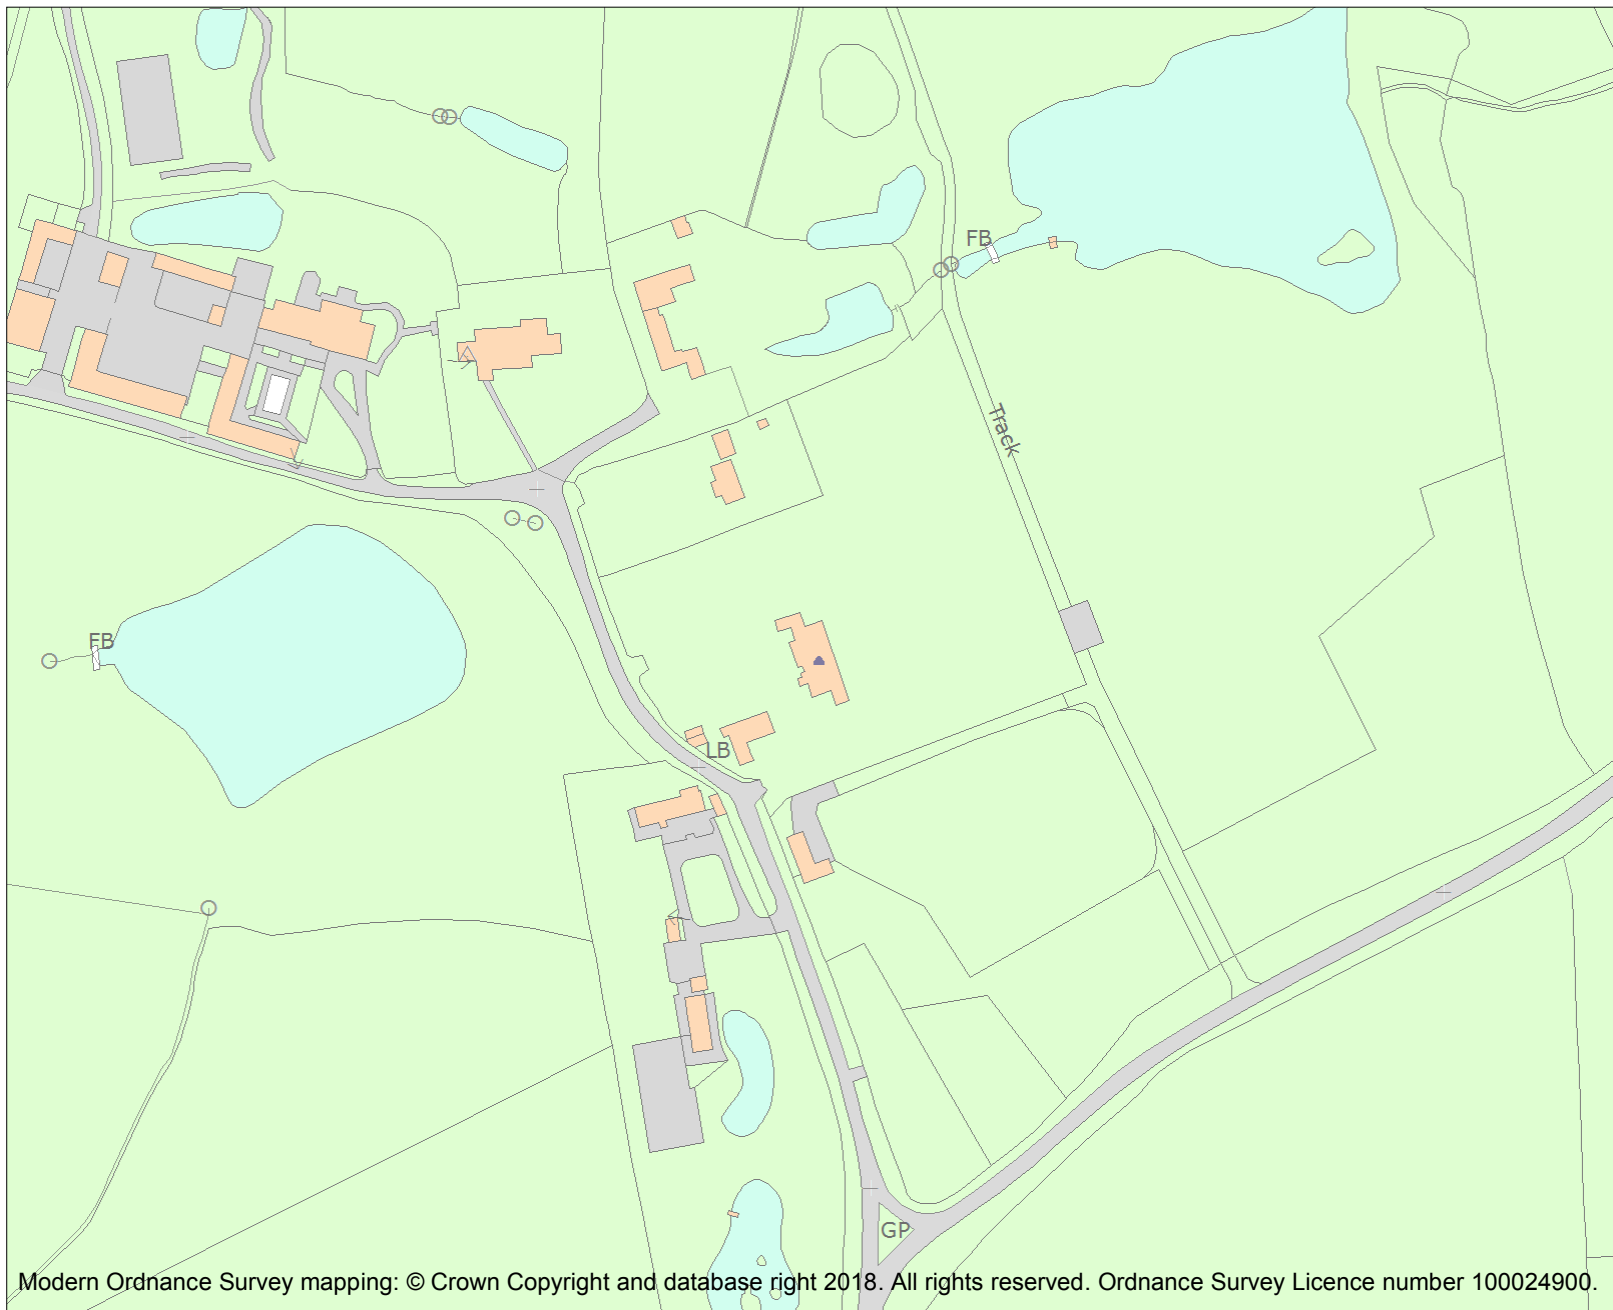 FB
Track
FB
LB
GP
Modern Ordnance Survey mapping: © Crown Copyright and database right 2018. All rights reserved. Ordnance Survey Licence number 100024900.